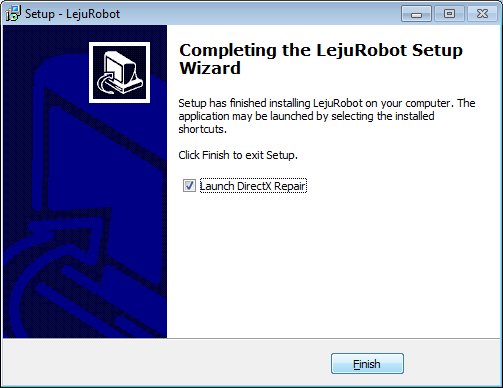 Setup - LejuRobot
Completing the LejuRobot Setup
Wizard
Setup has finished installing LejuRobot on your computer. The
application may be launched by selecting the installed
shortcuts.
Click Finish to exit Setup.
Launch DirectX Repair
Finish